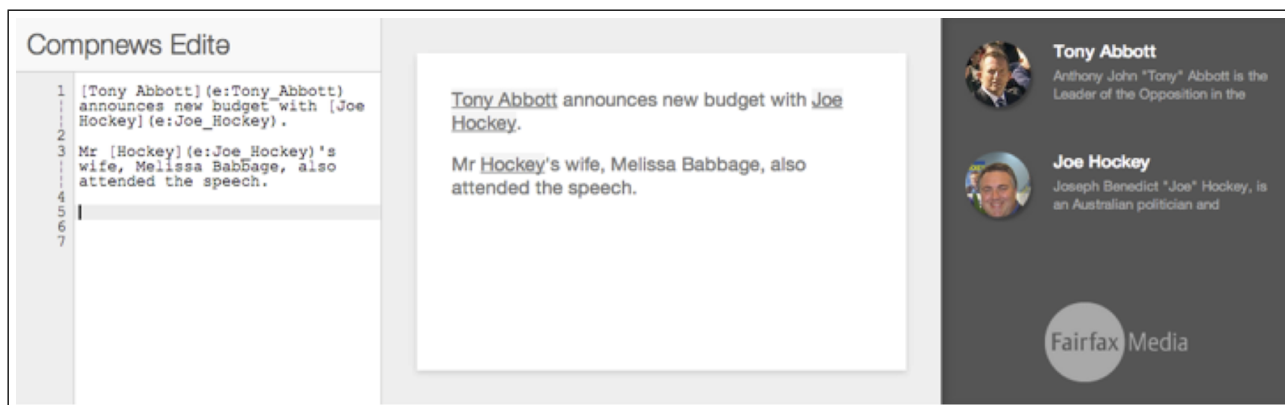 Compnews Editə
1 [Tony Abbott](e:Tony_Abbott)
announces new budget with [Joe
Hockey](e:Joe_Hockey).
2
3 Mr [Hockey](e:Joe_Hockey)'s
wife, Melissa Babbage, also
attended the speech.
4
5
6
7
Tony Abbott announces new budget with Joe
Hockey.
Mr Hockey's wife, Melissa Babbage, also
attended the speech.
Tony Abbott
Anthony John "Tony" Abbott is the
Leader of the Opposition in the
Joe Hockey
Joseph Benedict "Joe" Hockey, is
an Australian politician and
Fairfax Media